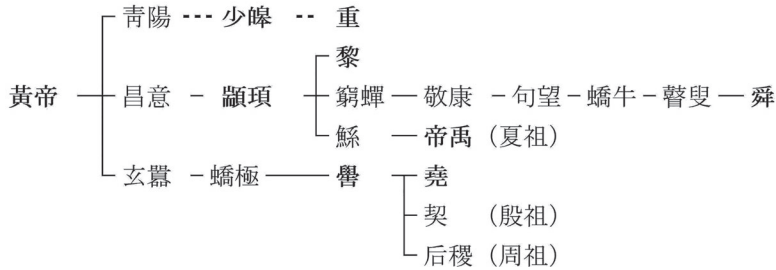 靑陽 少皞 重
黎
黃帝 昌意 顓頊 窮蟬 敬康 句望 蟜牛 瞽叟 舜
鯀 帝禹（夏祖）
玄囂 蟜極 嚳 堯
契 （殷祖）
后稷（周祖）